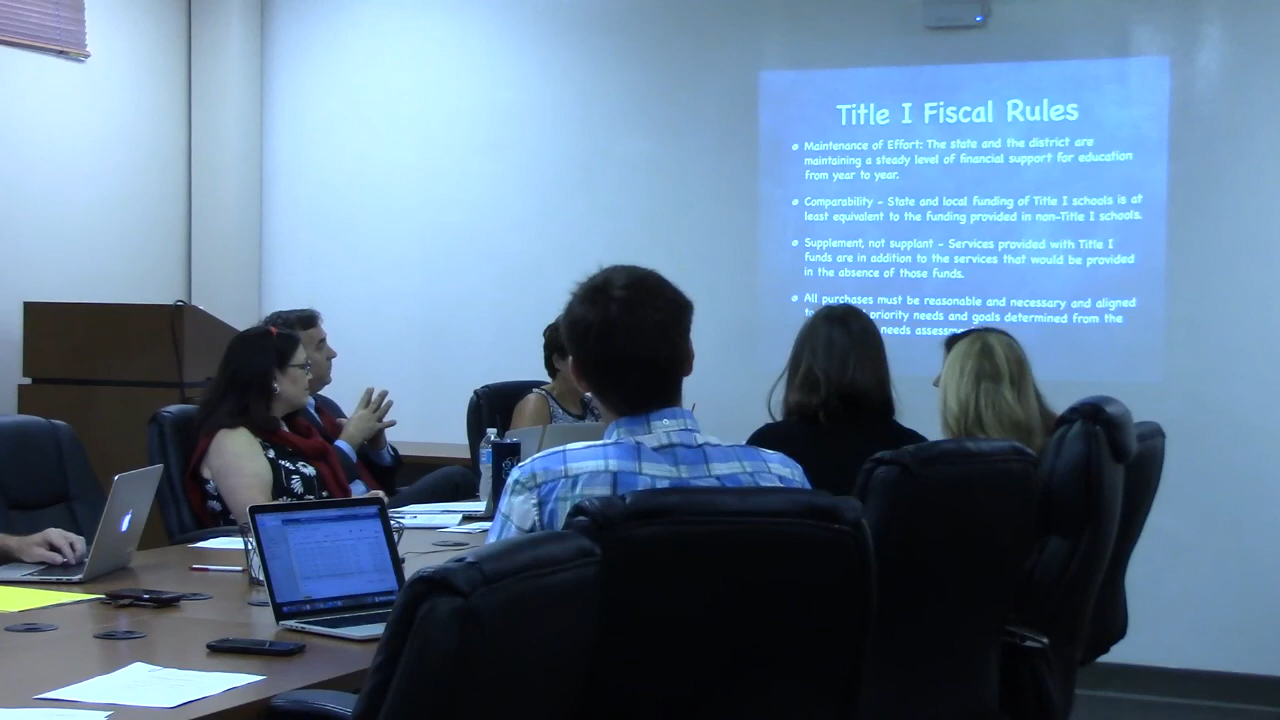 Title I Fiscal Rules
Maintenance of Effort: The state and the district are
maintaining a steady level of financial support for education
from year to year.
Comparability - State and local funding of Title I schools is at
least equivalent to the funding provided in non-Title I schools.
Supplement, not supplant - Services provided with Title I
funds are in addition to the services that would be provided
in the absence of those funds.
All purchases must be reasonable and necessary and aligned
priority needs and goals determined from the
needs